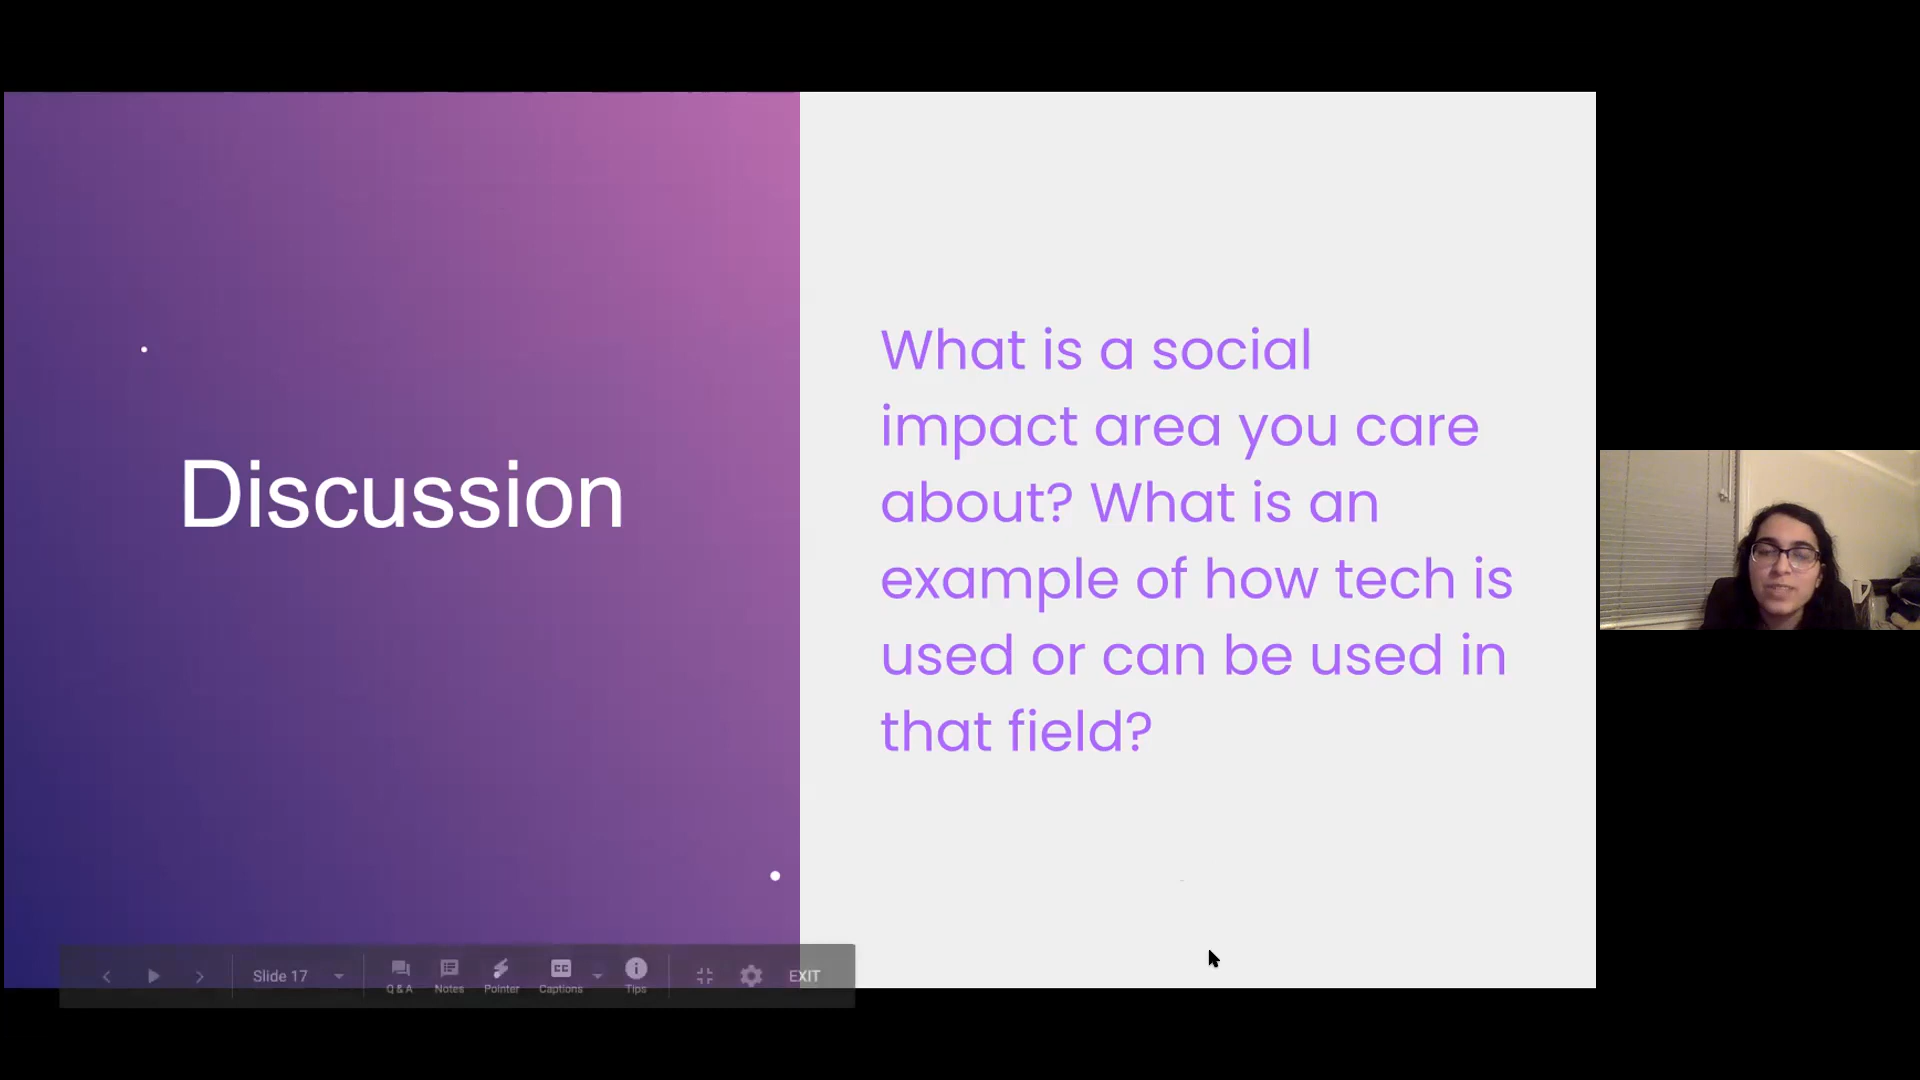 Discussion
What is a social
impact area you care
about? What is an
example of how tech is
used or can be used in
that field?
Slide 17
Q & A
Notes
Pointer
Captions
Tips
EXIT